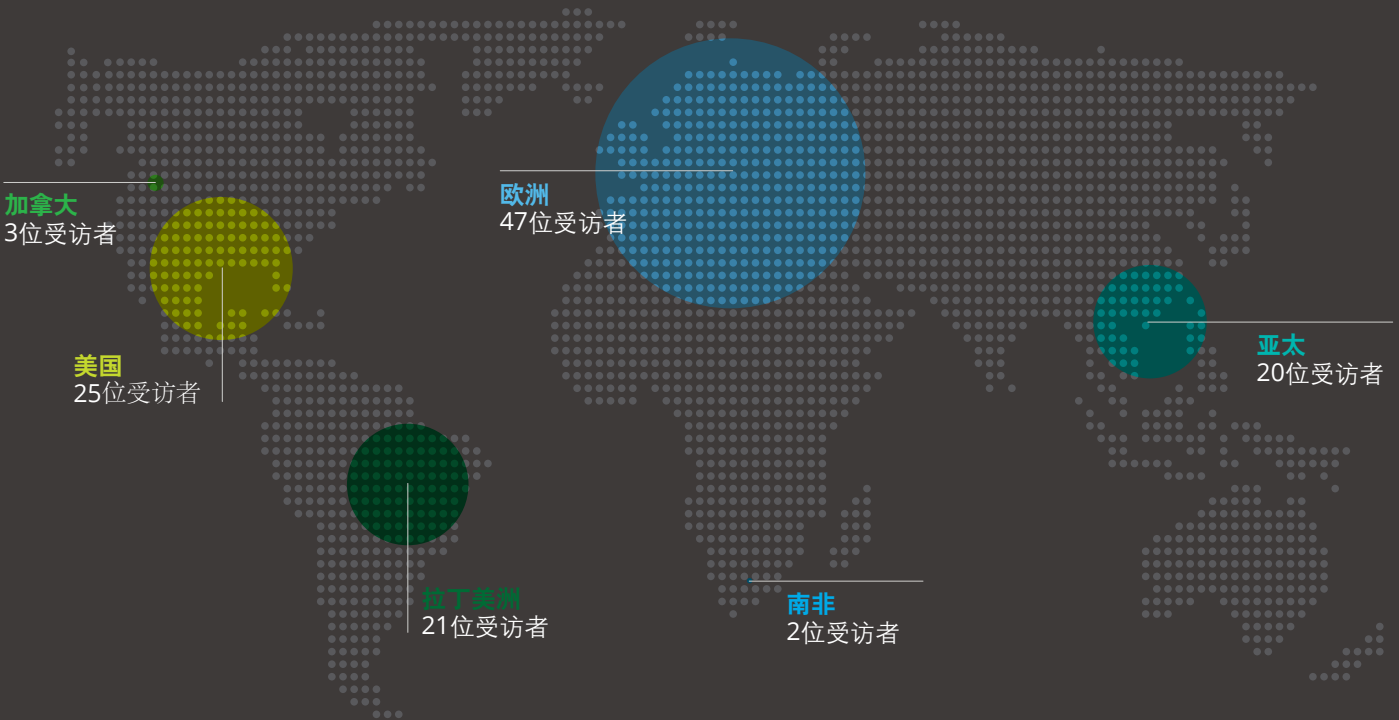 加拿大
3位受访者
欧洲
47位受访者
美国
25位受访者
亚太
20位受访者
拉丁美洲
21位受访者
南非
2位受访者